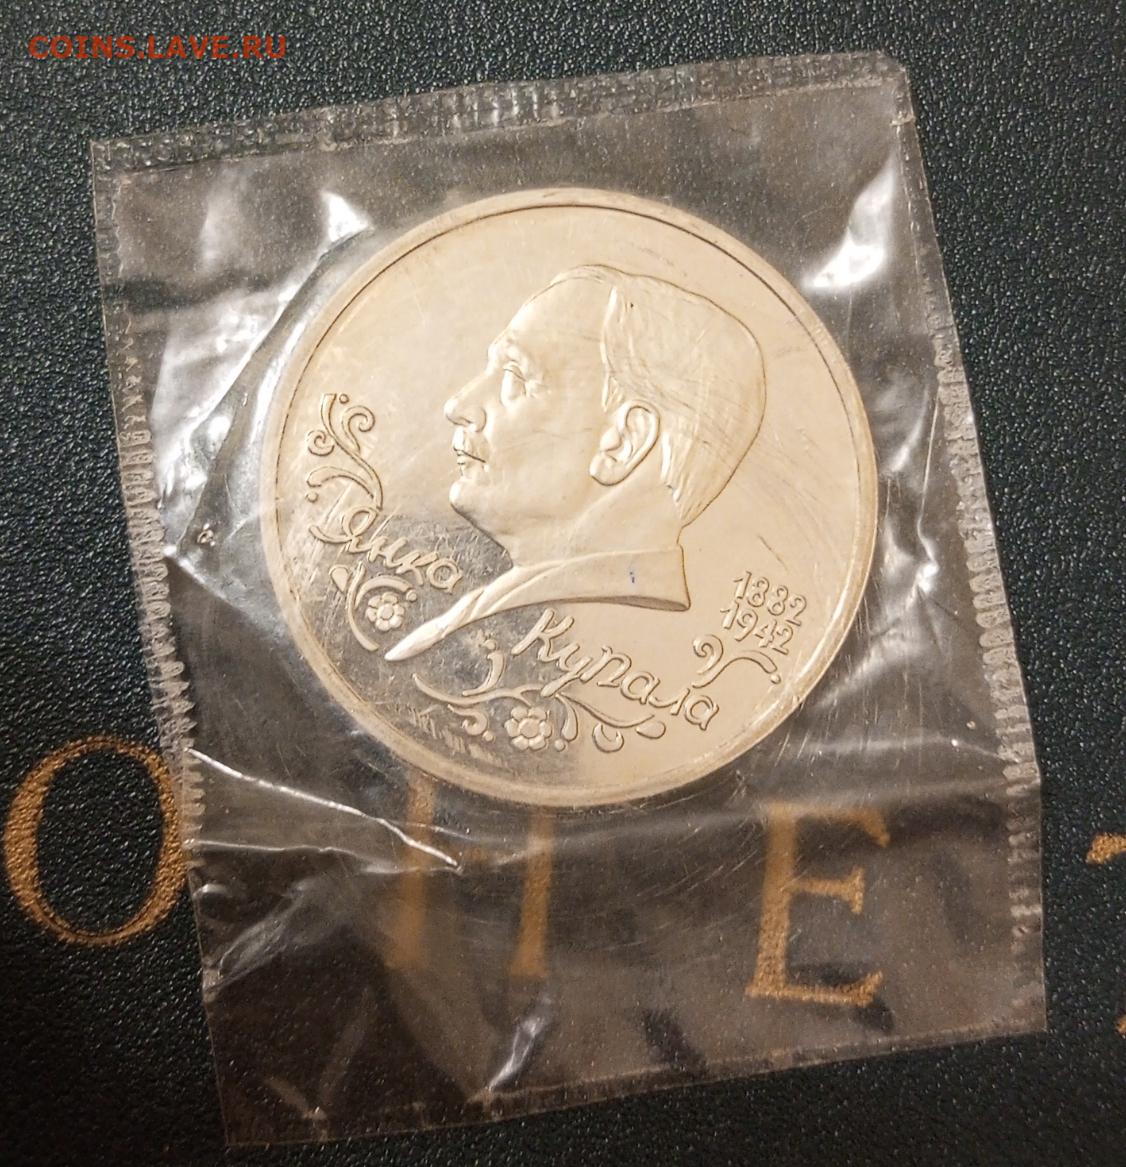 COINS.LAVE.RU
Янка
Купала
1882
1942
О Н Е Т